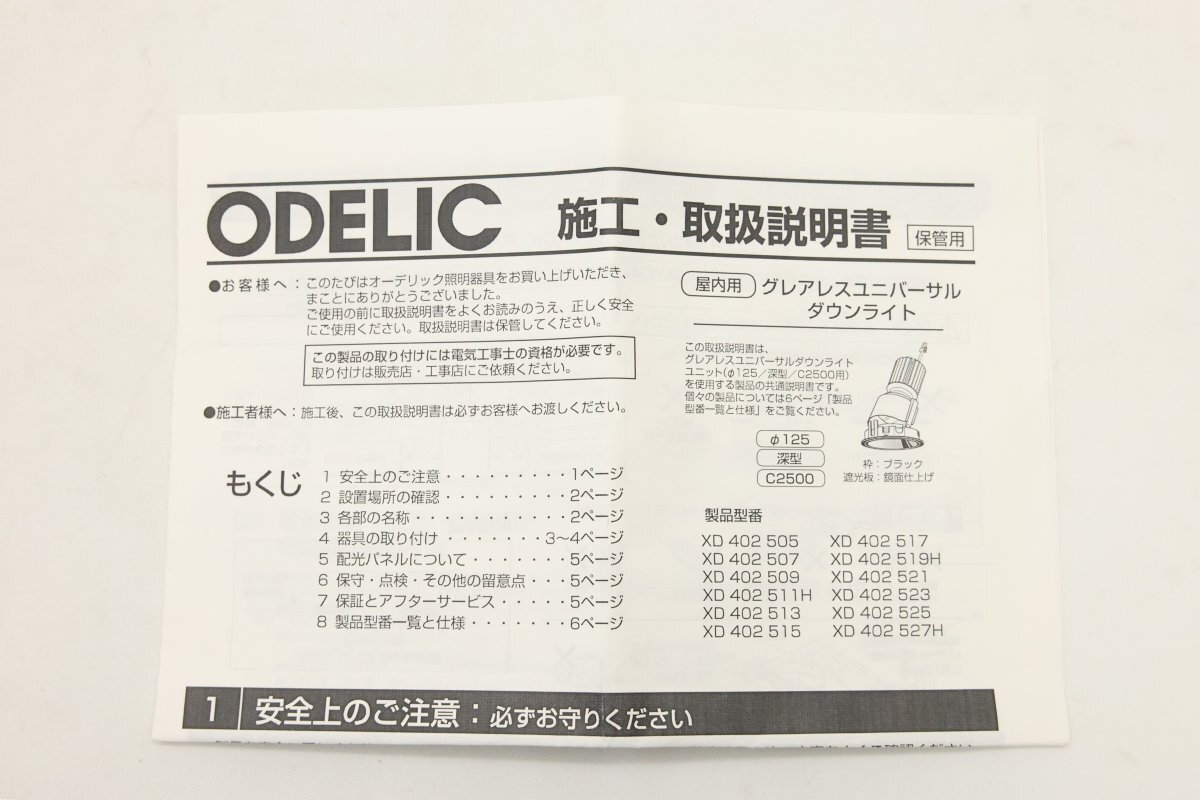 ODELIC 施工・取扱説明書 保管用
●お客様へ：このたびはオーデリック照明器具をお買い上げいただき、
まことにありがとうございました。
ご使用の前に取扱説明書をよくお読みのうえ、正しく安全
にご使用ください。取扱説明書は保管してください。
この製品の取り付けには電気工事士の資格が必要です。
取り付けは販売店・工事店にご依頼ください。
●施工者様へ：施工後、この取扱説明書は必ずお客様へお渡しください。
もくじ
1 安全上のご注意・・・・・・・・・・1ページ
2 設置場所の確認・・・・・・・・・・2ページ
3 各部の名称・・・・・・・・・・・・2ページ
4 器具の取り付け・・・・・・・3～4ページ
5 配光パネルについて・・・・・・・・5ページ
6 保守・点検・その他の留意点・・・5ページ
7 保証とアフターサービス・・・・・5ページ
8 製品型番一覧と仕様・・・・・・・6ページ
屋内用 グレアレスユニバーサル
ダウンライト
この取扱説明書は、
グレアレスユニバーサルダウンライト
ユニット(φ125／深型／C2500用)
を使用する製品の共通説明書です。
個々の製品については6ページ「製品
型番一覧と仕様」をご覧ください。
φ125
深型
C2500
枠：ブラック
遮光板：鏡面仕上げ
製品型番
XD 402 505 XD 402 517
XD 402 507 XD 402 519H
XD 402 509 XD 402 521
XD 402 511H XD 402 523
XD 402 513 XD 402 525
XD 402 515 XD 402 527H
1 安全上のご注意：必ずお守りください